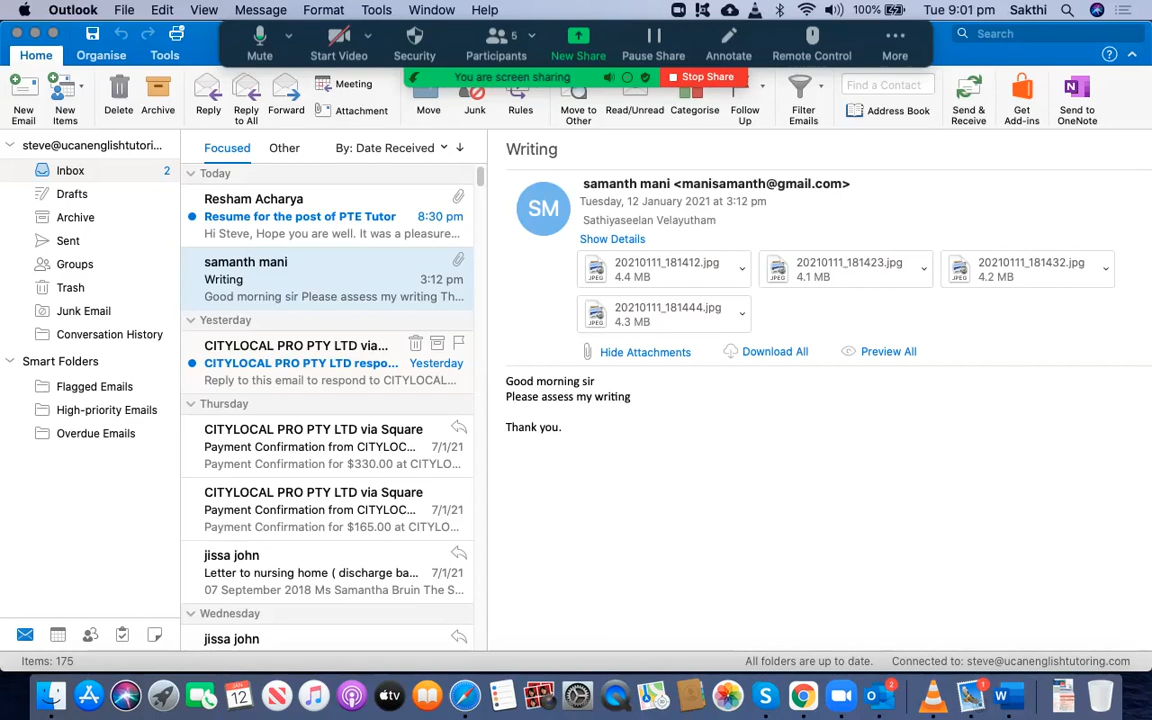 Outlook File Edit View Message Format Tools Window Help 100% Tue 9:01 pm Sakthi
Mute Start Video Security Participants 5 New Share Pause Share Annotate Remote Control More
Search
Home Organise Tools
You are screen sharing Stop Share
New Email
New Items
Delete
Archive
Reply
Reply to All
Forward
Meeting
Attachment
Move
Junk
Rules
Move to Other
Read/Unread
Categorise
Follow Up
Filter Emails
Find a Contact
Address Book
Send & Receive
Get Add-ins
Send to OneNote
steve@ucanenglishtutori...
Inbox 2
Drafts
Archive
Sent
Groups
Trash
Junk Email
Conversation History
Smart Folders
Flagged Emails
High-priority Emails
Overdue Emails
Focused Other By: Date Received
Today
Resham Acharya
Resume for the post of PTE Tutor 8:30 pm
Hi Steve, Hope you are well. It was a pleasure...
samanth mani
Writing 3:12 pm
Good morning sir Please assess my writing Th...
Yesterday
CITYLOCAL PRO PTY LTD via...
CITYLOCAL PRO PTY LTD respo... Yesterday
Reply to this email to respond to CITYLOCAL...
Thursday
CITYLOCAL PRO PTY LTD via Square
Payment Confirmation from CITYLOC... 7/1/21
Payment Confirmation for $330.00 at CITYLO...
CITYLOCAL PRO PTY LTD via Square
Payment Confirmation from CITYLOC... 7/1/21
Payment Confirmation for $165.00 at CITYLO...
jissa john
Letter to nursing home ( discharge ba... 7/1/21
07 September 2018 Ms Samantha Bruin The S...
Wednesday
jissa john
Writing
SM
samanth mani <manisamanth@gmail.com>
Tuesday, 12 January 2021 at 3:12 pm
Sathiyaseelan Velayutham
Show Details
JPEG 20210111_181412.jpg
4.4 MB
JPEG 20210111_181423.jpg
4.1 MB
JPEG 20210111_181432.jpg
4.2 MB
JPEG 20210111_181444.jpg
4.3 MB
Hide Attachments Download All Preview All
Good morning sir
Please assess my writing
Thank you.
Items: 175 All folders are up to date. Connected to: steve@ucanenglishtutoring.com
JAN 12 tv 2 1